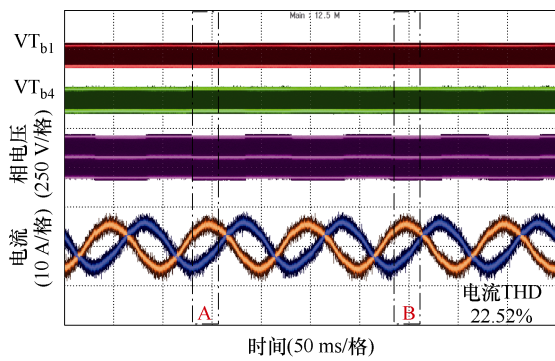 Main : 12.5 M
VTb1
VTb4
相电压
(250 V/格)
电流
(10 A/格)
A
B
电流THD
22.52%
时间(50 ms/格)